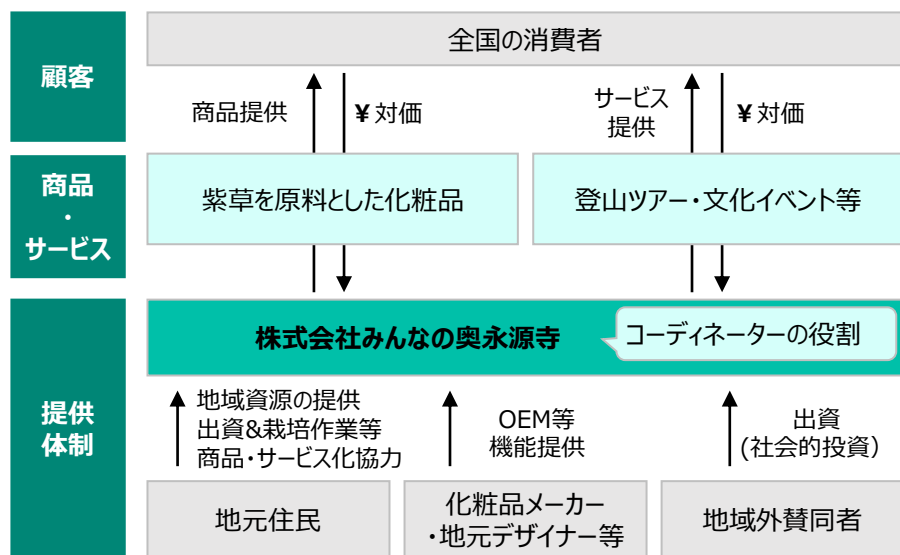 顧客
全国の消費者
商品提供
¥ 対価
サービス
提供
¥ 対価
商品
・
サービス
紫草を原料とした化粧品
登山ツアー・文化イベント等
提供
体制
株式会社みんなの奥永源寺
コーディネーターの役割
地域資源の提供
出資&栽培作業等
商品・サービス化協力
OEM等
機能提供
出資
(社会的投資)
地元住民
化粧品メーカー
・地元デザイナー等
地域外賛同者